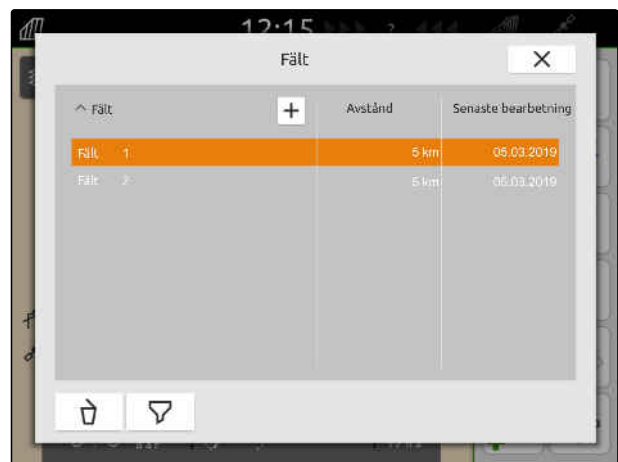 12:15
Fält
Fält Avstånd Senaste bearbetning
Fält 1 5 km 05.03.2019
Fält 2 5 km 06.03.2019